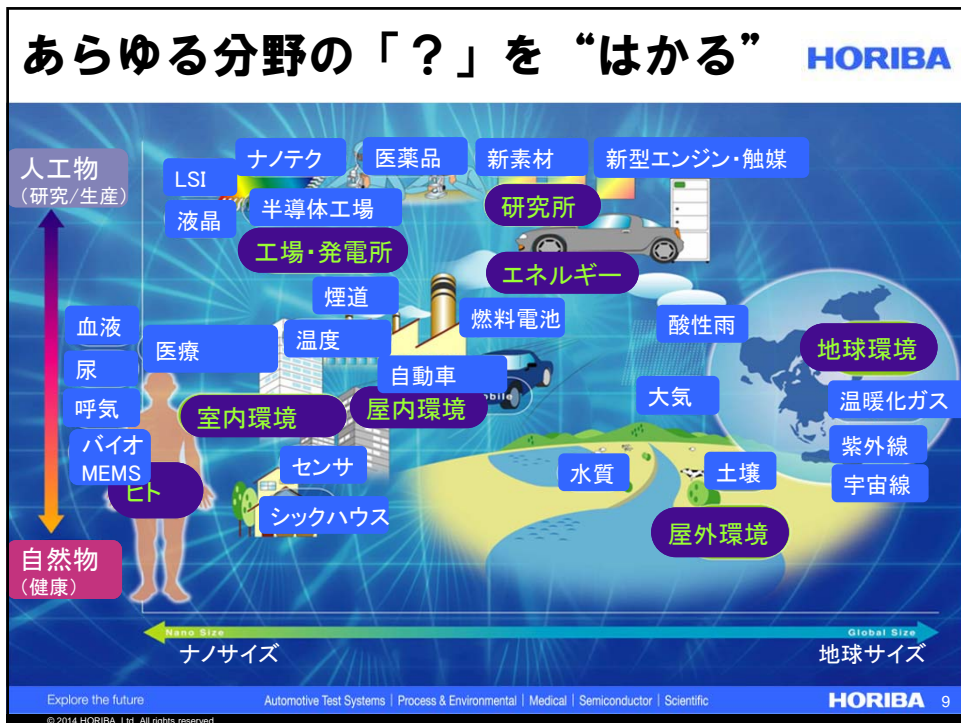 あらゆる分野の「？」を“はかる”
HORIBA
人工物
（研究/生産）
ナノテク
医薬品
新素材
新型エンジン・触媒
LSI
液晶
半導体工場
研究所
工場・発電所
エネルギー
煙道
燃料電池
酸性雨
血液
医療
温度
地球環境
尿
自動車
呼気
室内環境
屋内環境
mobile
大気
温暖化ガス
バイオ
MEMS
ヒト
センサ
水質
土壌
紫外線
宇宙線
シックハウス
屋外環境
自然物
（健康）
Nano Size
Global Size
ナノサイズ
地球サイズ
Explore the future
Automotive Test Systems | Process & Environmental | Medical | Semiconductor | Scientific
HORIBA
9
© 2014 HORIBA, Ltd. All rights reserved.